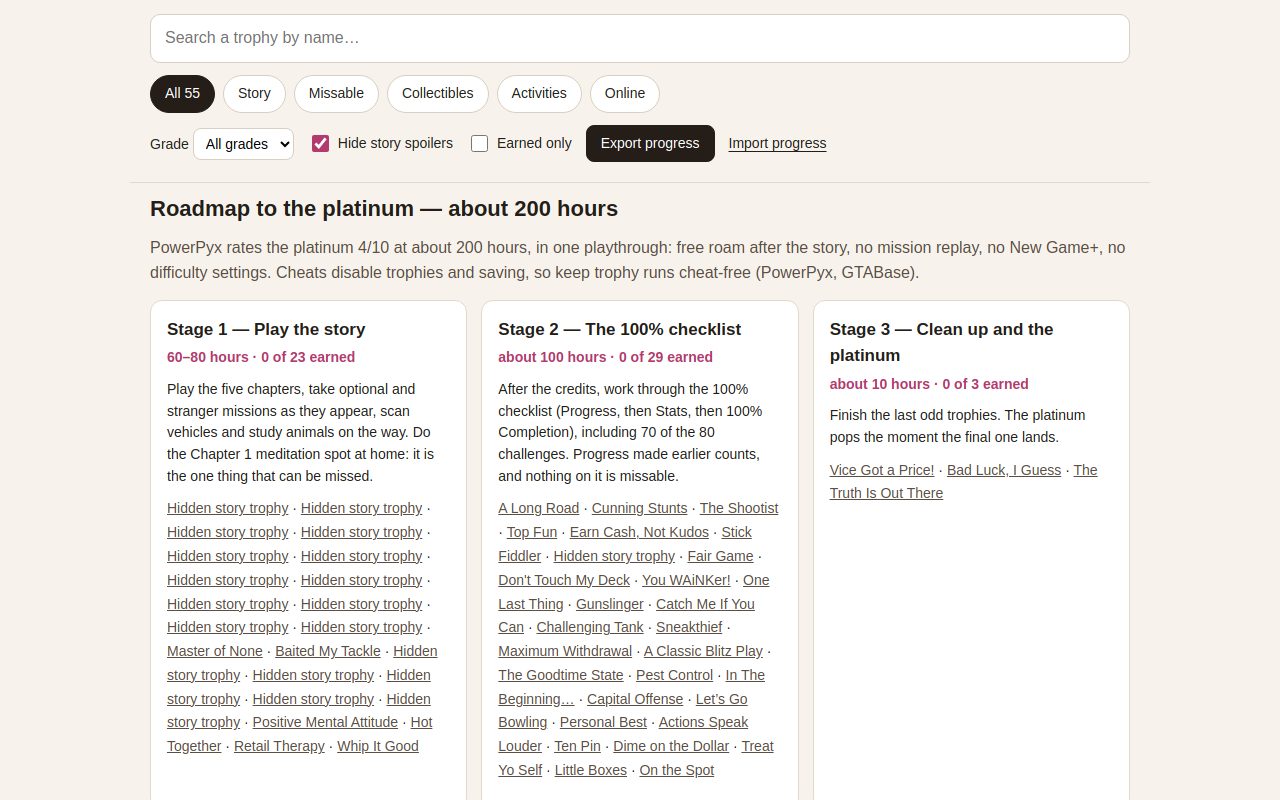 Search a trophy by name…
All 55
Story
Missable
Collectibles
Activities
Online
Grade
All grades
Hide story spoilers
Earned only
Export progress
Import progress
Roadmap to the platinum — about 200 hours
PowerPyx rates the platinum 4/10 at about 200 hours, in one playthrough: free roam after the story, no mission replay, no New Game+, no
difficulty settings. Cheats disable trophies and saving, so keep trophy runs cheat-free (PowerPyx, GTABase).
Stage 1 — Play the story
60–80 hours · 0 of 23 earned
Play the five chapters, take optional and
stranger missions as they appear, scan
vehicles and study animals on the way. Do
the Chapter 1 meditation spot at home: it is
the one thing that can be missed.
Hidden story trophy · Hidden story trophy ·
Hidden story trophy · Hidden story trophy ·
Hidden story trophy · Hidden story trophy ·
Hidden story trophy · Hidden story trophy ·
Hidden story trophy · Hidden story trophy ·
Hidden story trophy · Hidden story trophy ·
Master of None · Baited My Tackle · Hidden
story trophy · Hidden story trophy · Hidden
story trophy · Hidden story trophy · Hidden
story trophy · Positive Mental Attitude · Hot
Together · Retail Therapy · Whip It Good
Stage 2 — The 100% checklist
about 100 hours · 0 of 29 earned
After the credits, work through the 100%
checklist (Progress, then Stats, then 100%
Completion), including 70 of the 80
challenges. Progress made earlier counts,
and nothing on it is missable.
A Long Road · Cunning Stunts · The Shootist
· Top Fun · Earn Cash, Not Kudos · Stick
Fiddler · Hidden story trophy · Fair Game ·
Don't Touch My Deck · You WAiNKer! · One
Last Thing · Gunslinger · Catch Me If You
Can · Challenging Tank · Sneakthief ·
Maximum Withdrawal · A Classic Blitz Play ·
The Goodtime State · Pest Control · In The
Beginning… · Capital Offense · Let’s Go
Bowling · Personal Best · Actions Speak
Louder · Ten Pin · Dime on the Dollar · Treat
Yo Self · Little Boxes · On the Spot
Stage 3 — Clean up and the
platinum
about 10 hours · 0 of 3 earned
Finish the last odd trophies. The platinum
pops the moment the final one lands.
Vice Got a Price! · Bad Luck, I Guess · The
Truth Is Out There